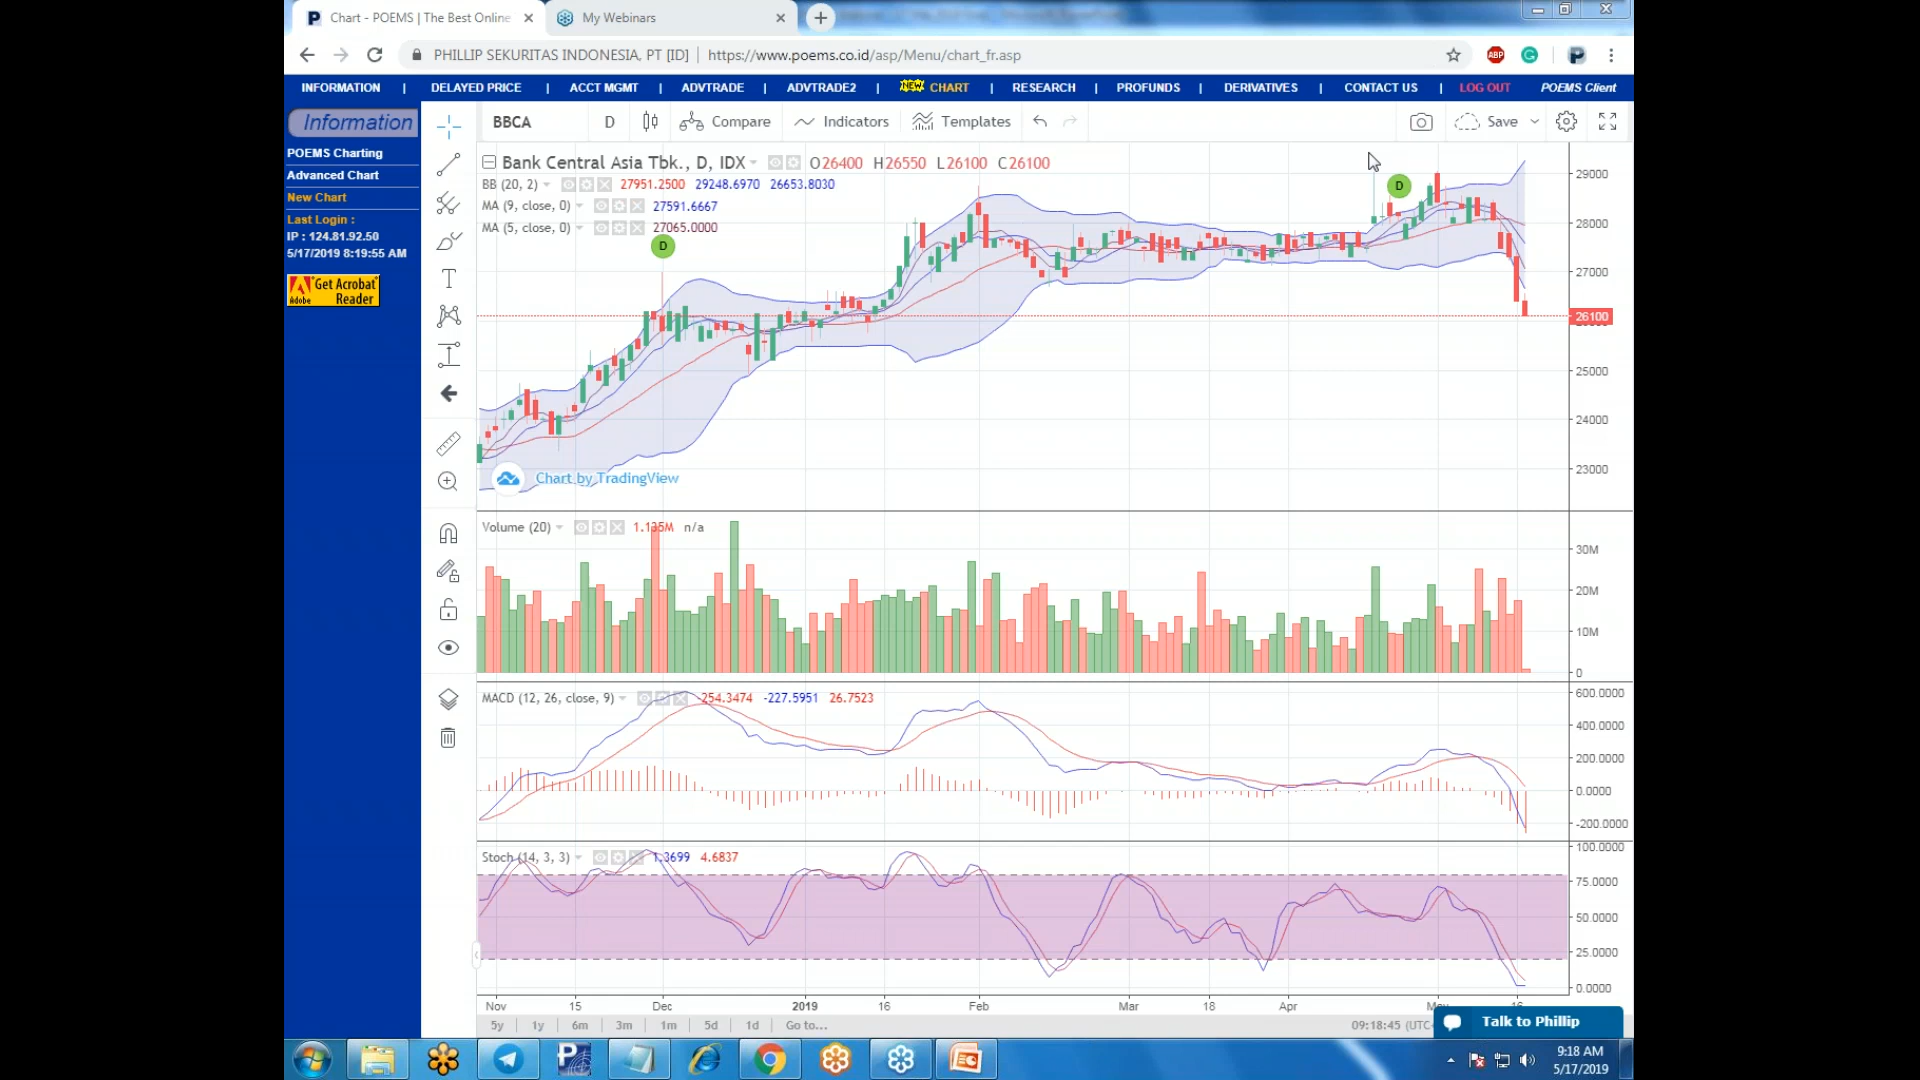 Chart - POEMS | The Best Online
My Webinars
PHILLIP SEKURITAS INDONESIA, PT [ID]
https://www.poems.co.id/asp/Menu/chart_fr.asp
ABP
INFORMATION | DELAYED PRICE | ACCT MGMT | ADVTRADE | ADVTRADE2 | NEW CHART | RESEARCH | PROFUNDS | DERIVATIVES | CONTACT US | LOG OUT POEMS Client
Information
POEMS Charting
Advanced Chart
New Chart
Last Login :
IP : 124.81.92.50
5/17/2019 8:19:55 AM
Get Acrobat
Adobe Reader
BBCA D Compare Indicators Templates Save
Bank Central Asia Tbk., D, IDX O26400 H26550 L26100 C26100
BB (20, 2) 27951.2500 29248.6970 26653.8030
MA (9, close, 0) 27591.6667
MA (5, close, 0) 27065.0000
D
D
29000
28000
27000
26100
25000
24000
23000
Chart by TradingView
Volume (20) 1.135M n/a
30M
20M
10M
0
MACD (12, 26, close, 9) -254.3474 -227.5951 26.7523
600.0000
400.0000
200.0000
0.0000
-200.0000
Stoch (14, 3, 3) 1.3699 4.6837
100.0000
75.0000
50.0000
25.0000
0.0000
Nov 15 Dec 2019 16 Feb Mar 18 Apr May 16
5y 1y 6m 3m 1m 5d 1d Go to...
09:18:45 (UTC
Talk to Phillip
9:18 AM
5/17/2019